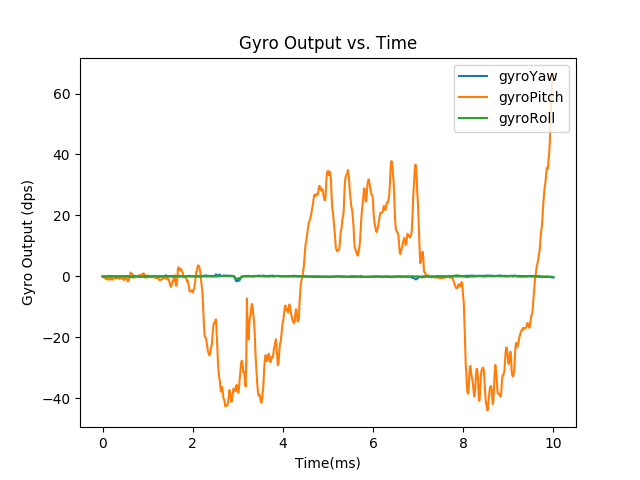 Gyro Output vs. Time
gyroYaw
gyroPitch
gyroRoll
Gyro Output (dps)
60
40
20
0
−20
−40
0 2 4 6 8 10
Time(ms)